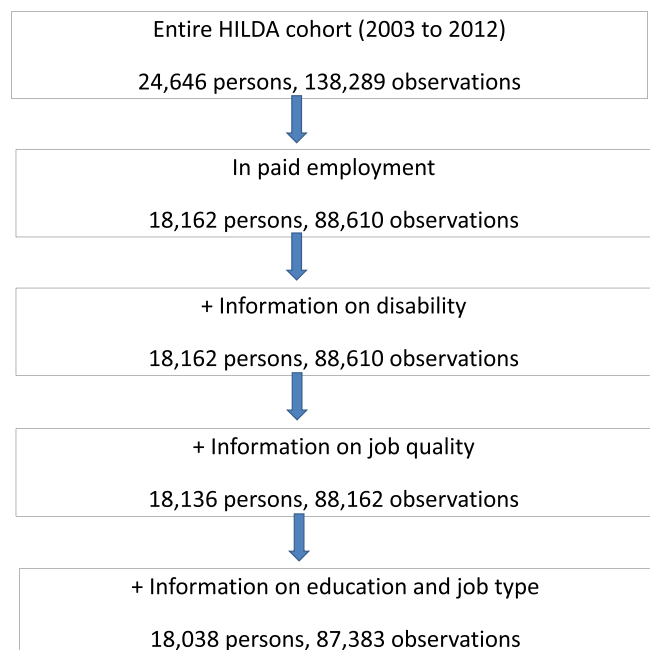 Entire HILDA cohort (2003 to 2012)
24,646 persons, 138,289 observations
In paid employment
18,162 persons, 88,610 observations
+ Information on disability
18,162 persons, 88,610 observations
+ Information on job quality
18,136 persons, 88,162 observations
+ Information on education and job type
18,038 persons, 87,383 observations